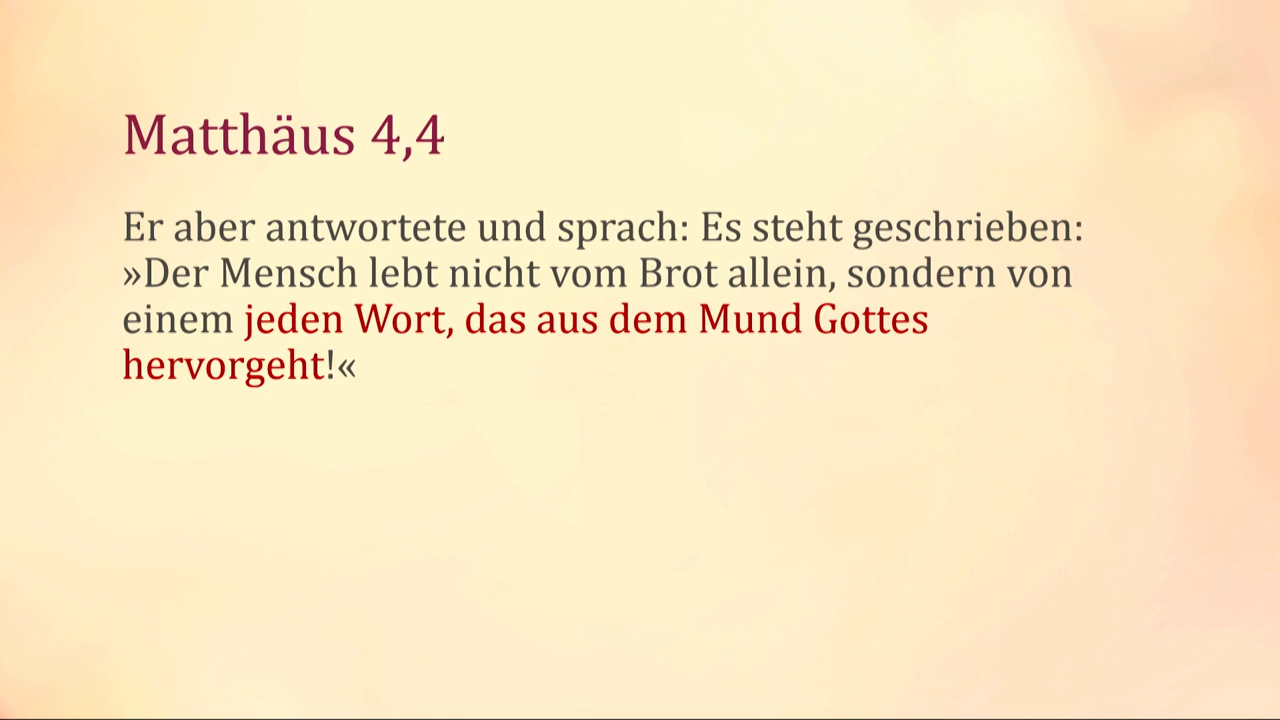 Matthäus 4,4
Er aber antwortete und sprach: Es steht geschrieben:
»Der Mensch lebt nicht vom Brot allein, sondern von
einem jeden Wort, das aus dem Mund Gottes
hervorgeht!«